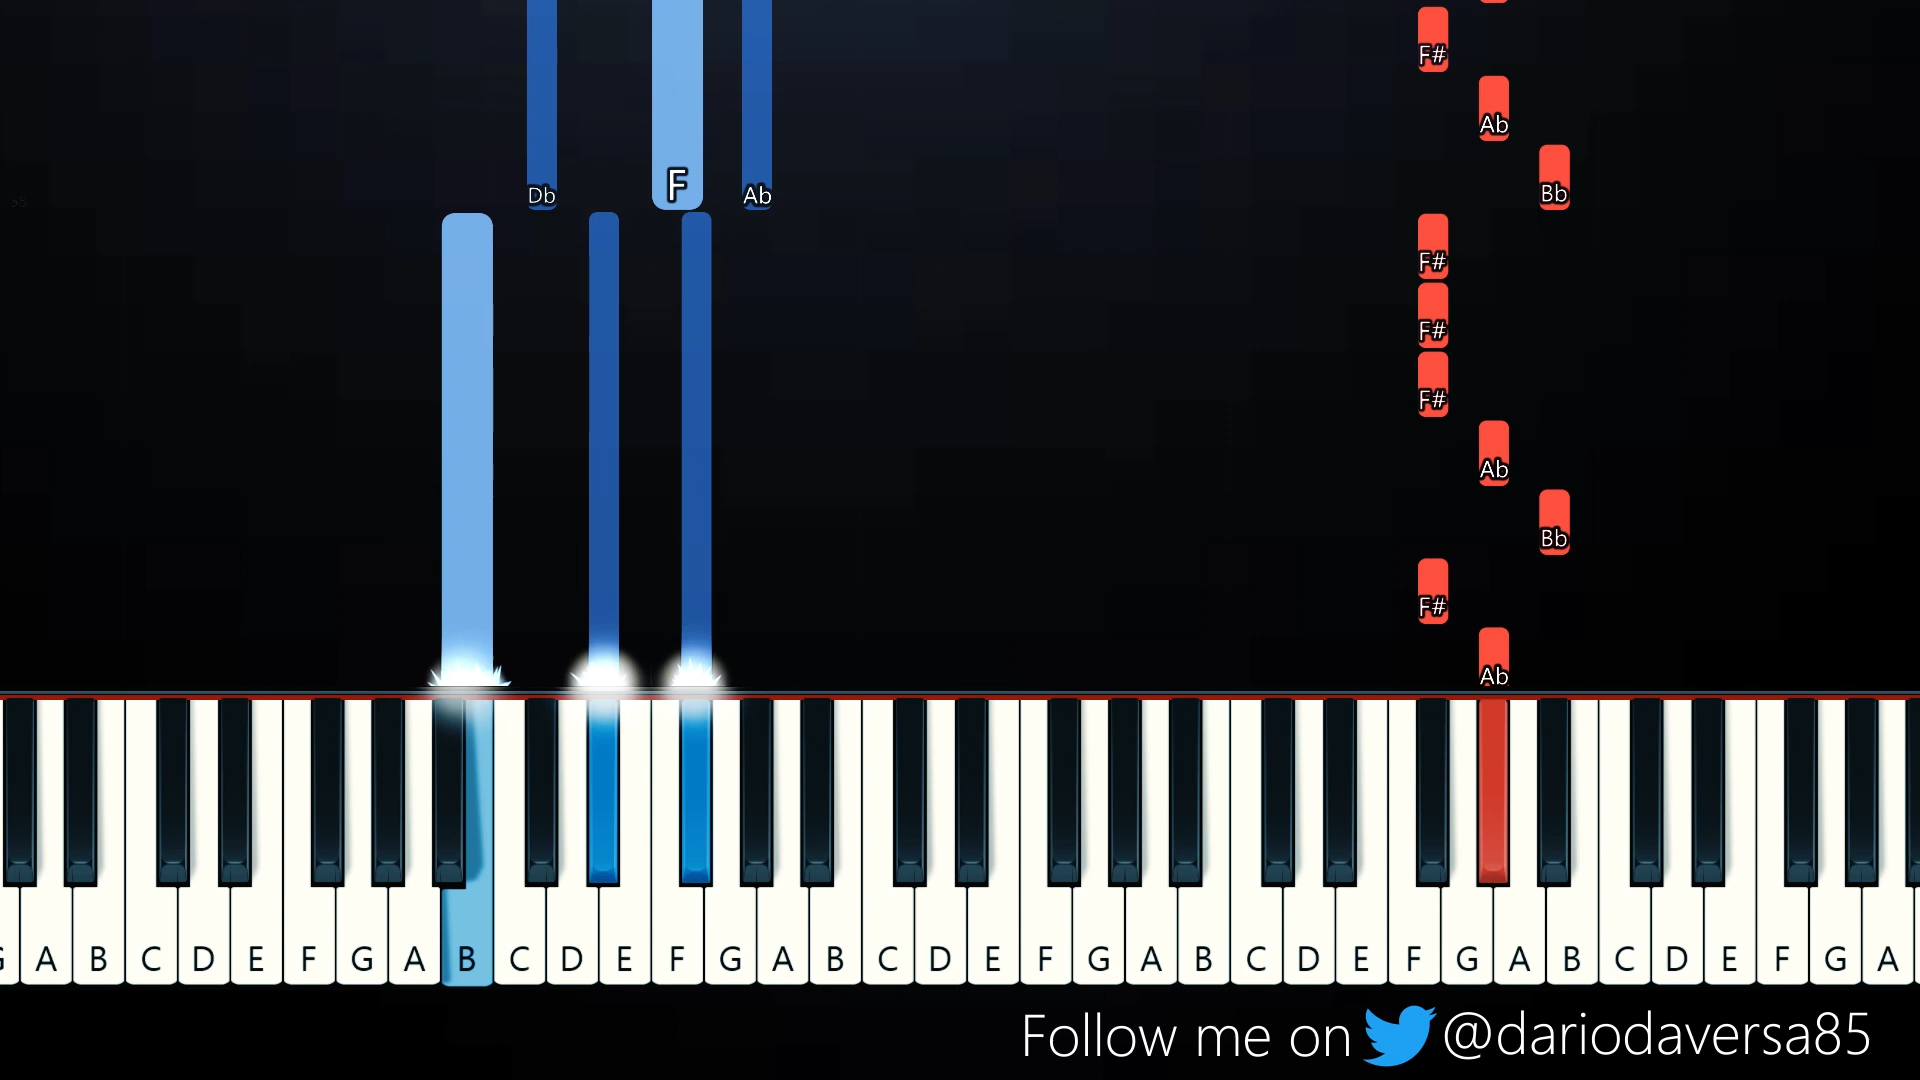 F#
Ab
Db F Ab Bb
F#
F#
F#
Ab
Bb
F#
Ab
A B C D E F G A B C D E F G A B C D E F G A B C D E F G A B C D E F G A
Follow me on @dariodaversa85